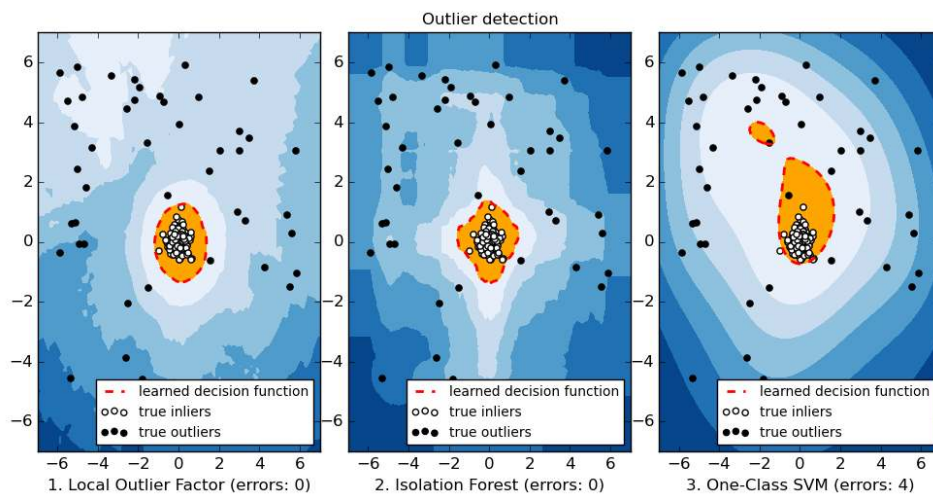 Outlier detection
6
4
2
0
−2
−4
−6
−6 −4 −2 0 2 4 6
learned decision function
true inliers
true outliers
1. Local Outlier Factor (errors: 0)
6
4
2
0
−2
−4
−6
−6 −4 −2 0 2 4 6
learned decision function
true inliers
true outliers
2. Isolation Forest (errors: 0)
6
4
2
0
−2
−4
−6
−6 −4 −2 0 2 4 6
learned decision function
true inliers
true outliers
3. One-Class SVM (errors: 4)